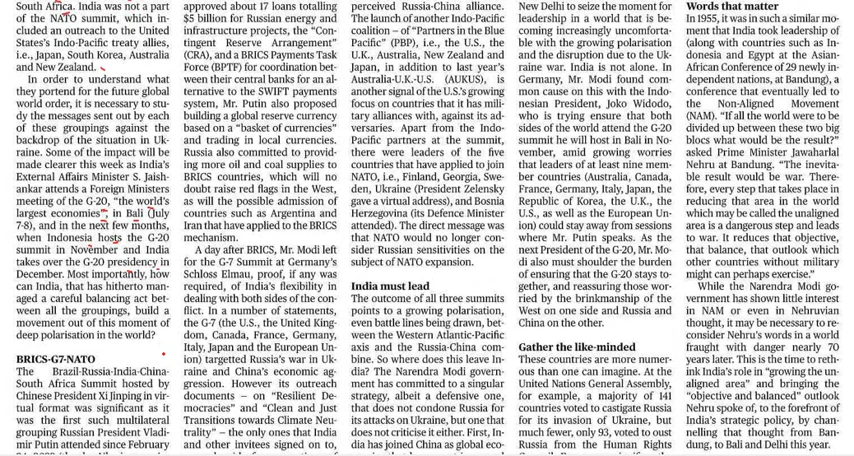 South Africa. India was not a part
of the NATO summit, which in-
cluded an outreach to the United
States's Indo-Pacific treaty allies,
i.e., Japan, South Korea, Australia
and New Zealand.
In order to understand what
they portend for the future global
world order, it is necessary to stu-
dy the messages sent out by each
of these groupings against the
backdrop of the situation in Uk-
raine. Some of the impact will be
made clearer this week as India's
External Affairs Minister S. Jaish-
ankar attends a Foreign Ministers
meeting of the G-20, “the world's
largest economies”, in Bali (July
7-8), and in the next few months,
when Indonesia hosts the G-20
summit in November and India
takes over the G-20 presidency in
December. Most importantly, how
can India, that has hitherto man-
aged a careful balancing act bet-
ween all the groupings, build a
movement out of this moment of
deep polarisation in the world?
BRICS-G7-NATO
The Brazil-Russia-India-China-
South Africa Summit hosted by
Chinese President Xi Jinping in vir-
tual format was significant as it
was the first such multilateral
grouping Russian President Vladi-
mir Putin attended since February
approved about 17 loans totalling
$5 billion for Russian energy and
infrastructure projects, the “Con-
tingent Reserve Arrangement”
(CRA), and a BRICS Payments Task
Force (BPTF) for coordination bet-
ween their central banks for an al-
ternative to the SWIFT payments
system, Mr. Putin also proposed
building a global reserve currency
based on a “basket of currencies”
and trading in local currencies.
Russia also committed to provid-
ing more oil and coal supplies to
BRICS countries, which will no
doubt raise red flags in the West,
as will the possible admission of
countries such as Argentina and
Iran that have applied to the BRICS
mechanism.
A day after BRICS, Mr. Modi left
for the G-7 Summit at Germany's
Schloss Elmau, proof, if any was
required, of India's flexibility in
dealing with both sides of the con-
flict. In a number of statements,
the G-7 (the U.S., the United King-
dom, Canada, France, Germany,
Italy, Japan and the European Un-
ion) targetted Russia's war in Uk-
raine and China's economic ag-
gression. However its outreach
documents – on “Resilient De-
mocracies” and “Clean and Just
Transitions towards Climate Neu-
trality” – the only ones that India
and other invitees signed on to,
perceived Russia-China alliance.
The launch of another Indo-Pacific
coalition – of “Partners in the Blue
Pacific” (PBP), i.e., the U.S., the
U.K., Australia, New Zealand and
Japan, in addition to last year's
Australia-U.K.-U.S. (AUKUS), is
another signal of the U.S.'s growing
focus on countries that it has mili-
tary alliances with, against its ad-
versaries. Apart from the Indo-
Pacific partners at the summit,
there were leaders of the five
countries that have applied to join
NATO, i.e., Finland, Georgia, Swe-
den, Ukraine (President Zelensky
gave a virtual address), and Bosnia
Herzegovina (its Defence Minister
attended). The direct message was
that NATO would no longer con-
sider Russian sensitivities on the
subject of NATO expansion.
India must lead
The outcome of all three summits
points to a growing polarisation,
even battle lines being drawn, bet-
ween the Western Atlantic-Pacific
axis and the Russia-China com-
bine. So where does this leave In-
dia? The Narendra Modi govern-
ment has committed to a singular
strategy, albeit a defensive one,
that does not condone Russia for
its attacks on Ukraine, but one that
does not criticise it either. First, In-
dia has joined China as global eco-
New Delhi to seize the moment for
leadership in a world that is be-
coming increasingly uncomforta-
ble with the growing polarisation
and the disruption due to the Uk-
raine war. India is not alone. In
Germany, Mr. Modi found com-
mon cause on this with the Indo-
nesian President, Joko Widodo,
who is trying ensure that both
sides of the world attend the G-20
summit he will host in Bali in No-
vember, amid growing worries
that leaders of at least nine mem-
ber countries (Australia, Canada,
France, Germany, Italy, Japan, the
Republic of Korea, the U.K., the
U.S., as well as the European Un-
ion) could stay away from sessions
where Mr. Putin speaks. As the
next President of the G-20, Mr. Mo-
di also must shoulder the burden
of ensuring that the G-20 stays to-
gether, and reassuring those wor-
ried by the brinkmanship of the
West on one side and Russia and
China on the other.
Gather the like-minded
These countries are more numer-
ous than one can imagine. At the
United Nations General Assembly,
for example, a majority of 141
countries voted to castigate Russia
for its invasion of Ukraine, but
much fewer, only 93, voted to oust
Russia from the Human Rights
Words that matter
In 1955, it was in such a similar mo-
ment that India took leadership of
(along with countries such as In-
donesia and Egypt at the Asia-
African Conference of 29 newly in-
dependent nations, at Bandung), a
conference that eventually led to
the Non-Aligned Movement
(NAM). “If all the world were to be
divided up between these two big
blocs what would be the result?”
asked Prime Minister Jawaharlal
Nehru at Bandung. “The inevita-
ble result would be war. There-
fore, every step that takes place in
reducing that area in the world
which may be called the unaligned
area is a dangerous step and leads
to war. It reduces that objective,
that balance, that outlook which
other countries without military
might can perhaps exercise.”
While the Narendra Modi go-
vernment has shown little interest
in NAM or even in Nehruvian
thought, it may be necessary to re-
consider Nehru's words in a world
fraught with danger nearly 70
years later. This is the time to reth-
ink India's role in “growing the un-
aligned area” and bringing the
“objective and balanced” outlook
Nehru spoke of, to the forefront of
India's strategic policy, by chan-
nelling that thought from Ban-
dung, to Bali and Delhi this year.